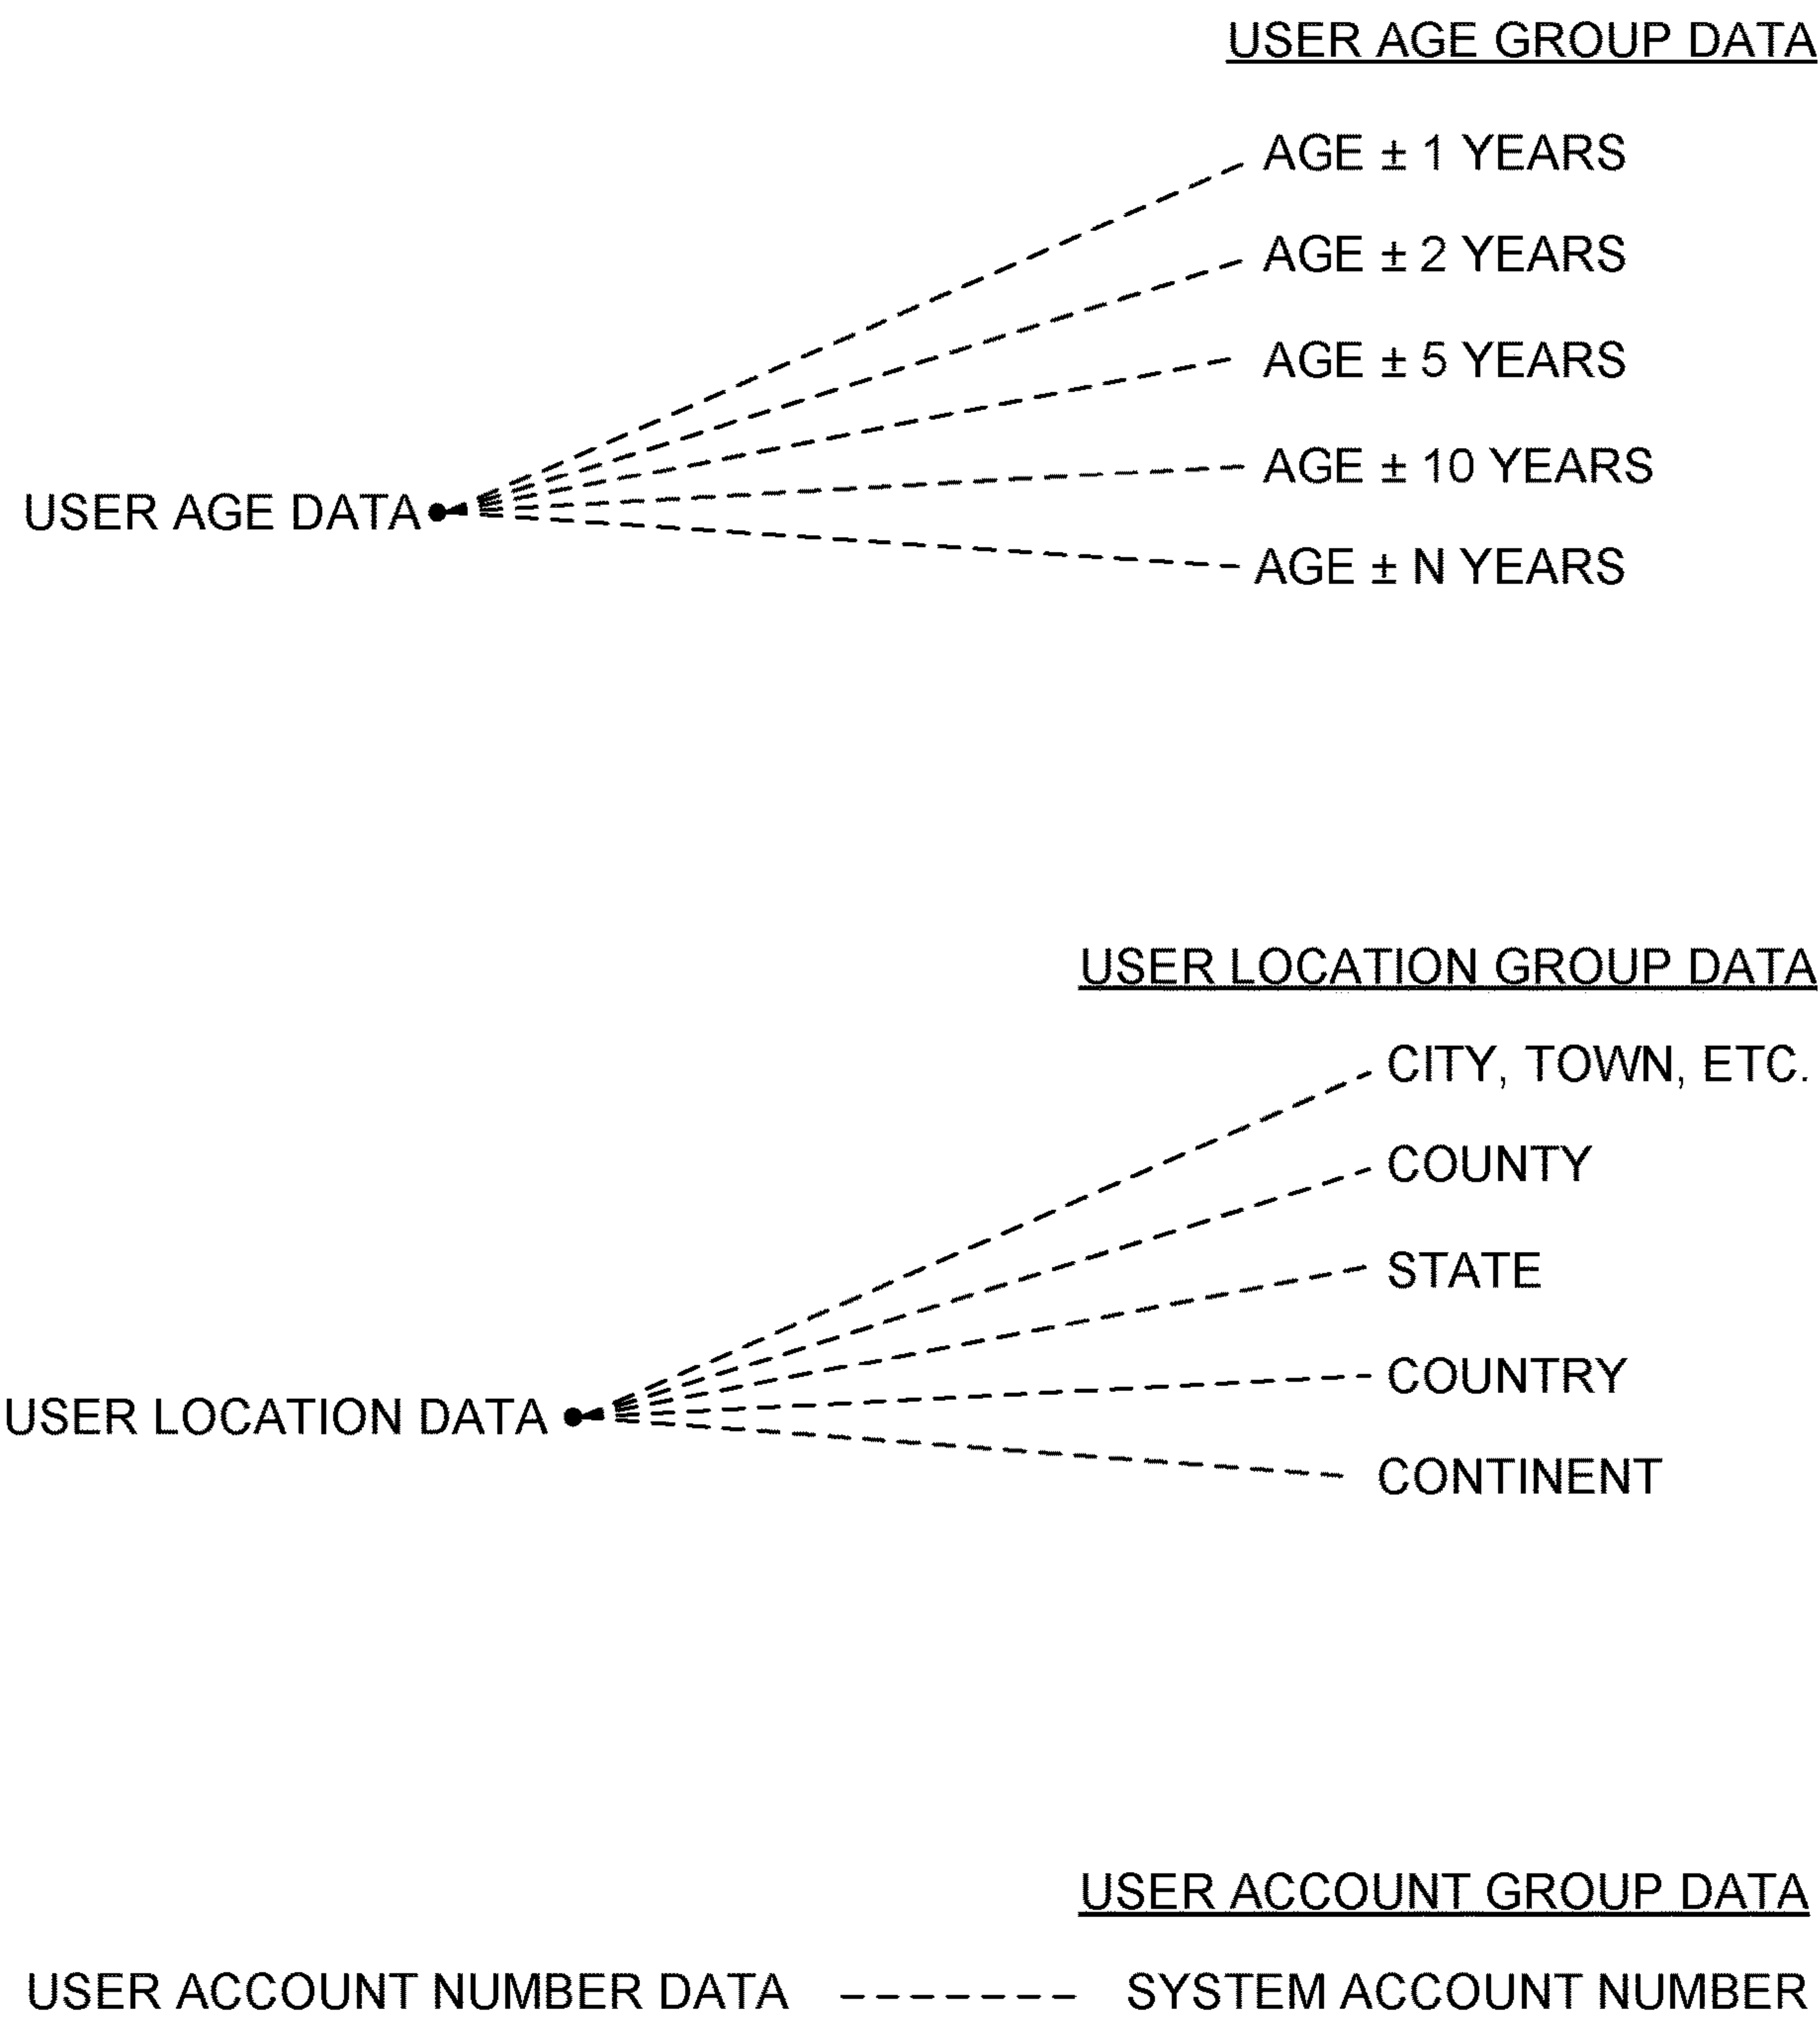 USER AGE GROUP DATA
AGE ± 1 YEARS
AGE ± 2 YEARS
AGE ± 5 YEARS
AGE ± 10 YEARS
USER AGE DATA
AGE ± N YEARS
USER LOCATION GROUP DATA
CITY, TOWN, ETC.
COUNTY
STATE
COUNTRY
USER LOCATION DATA
CONTINENT
USER ACCOUNT GROUP DATA
USER ACCOUNT NUMBER DATA SYSTEM ACCOUNT NUMBER